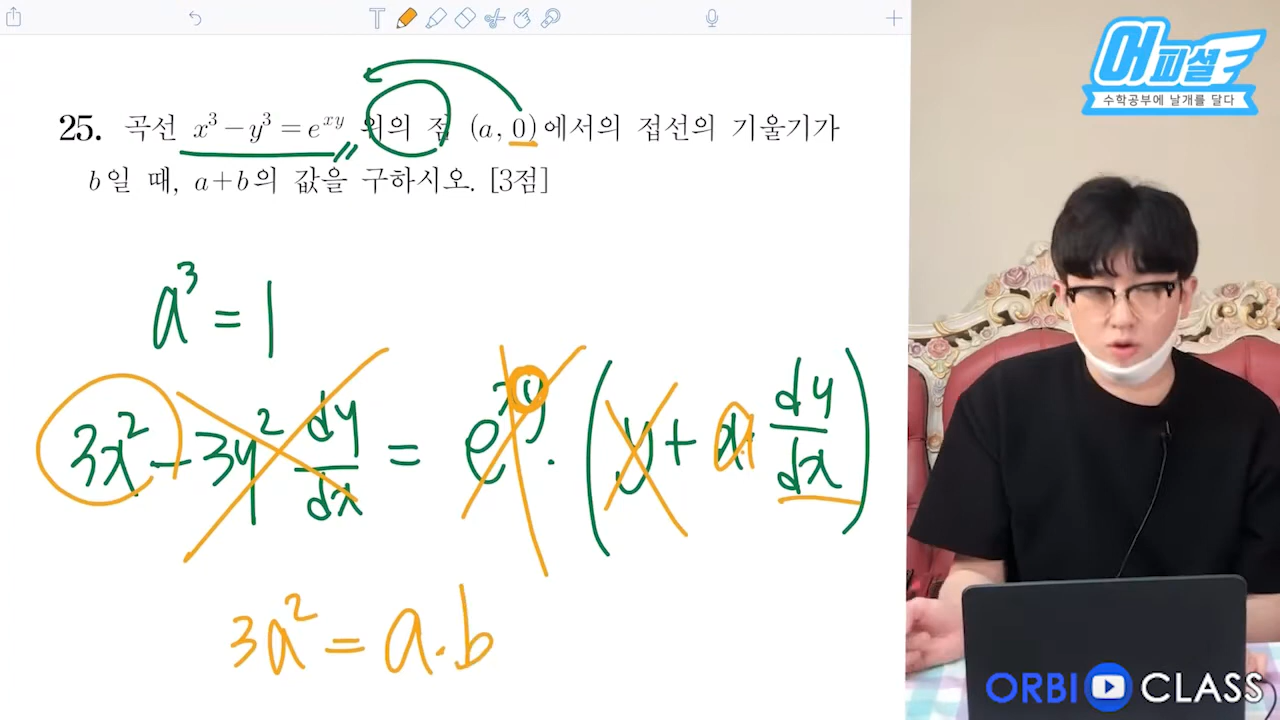 어피셜
수학공부에 날개를 달다
25. 곡선 x³ − y³ = e^{xy} 위의 점 (a, 0)에서의 접선의 기울기가
b일 때, a+b의 값을 구하시오. [3점]
a³ = 1
3x² − 3y² dy/dx = e^{xy} · (y + x · dy/dx)
3a² = a·b
ORBI CLASS